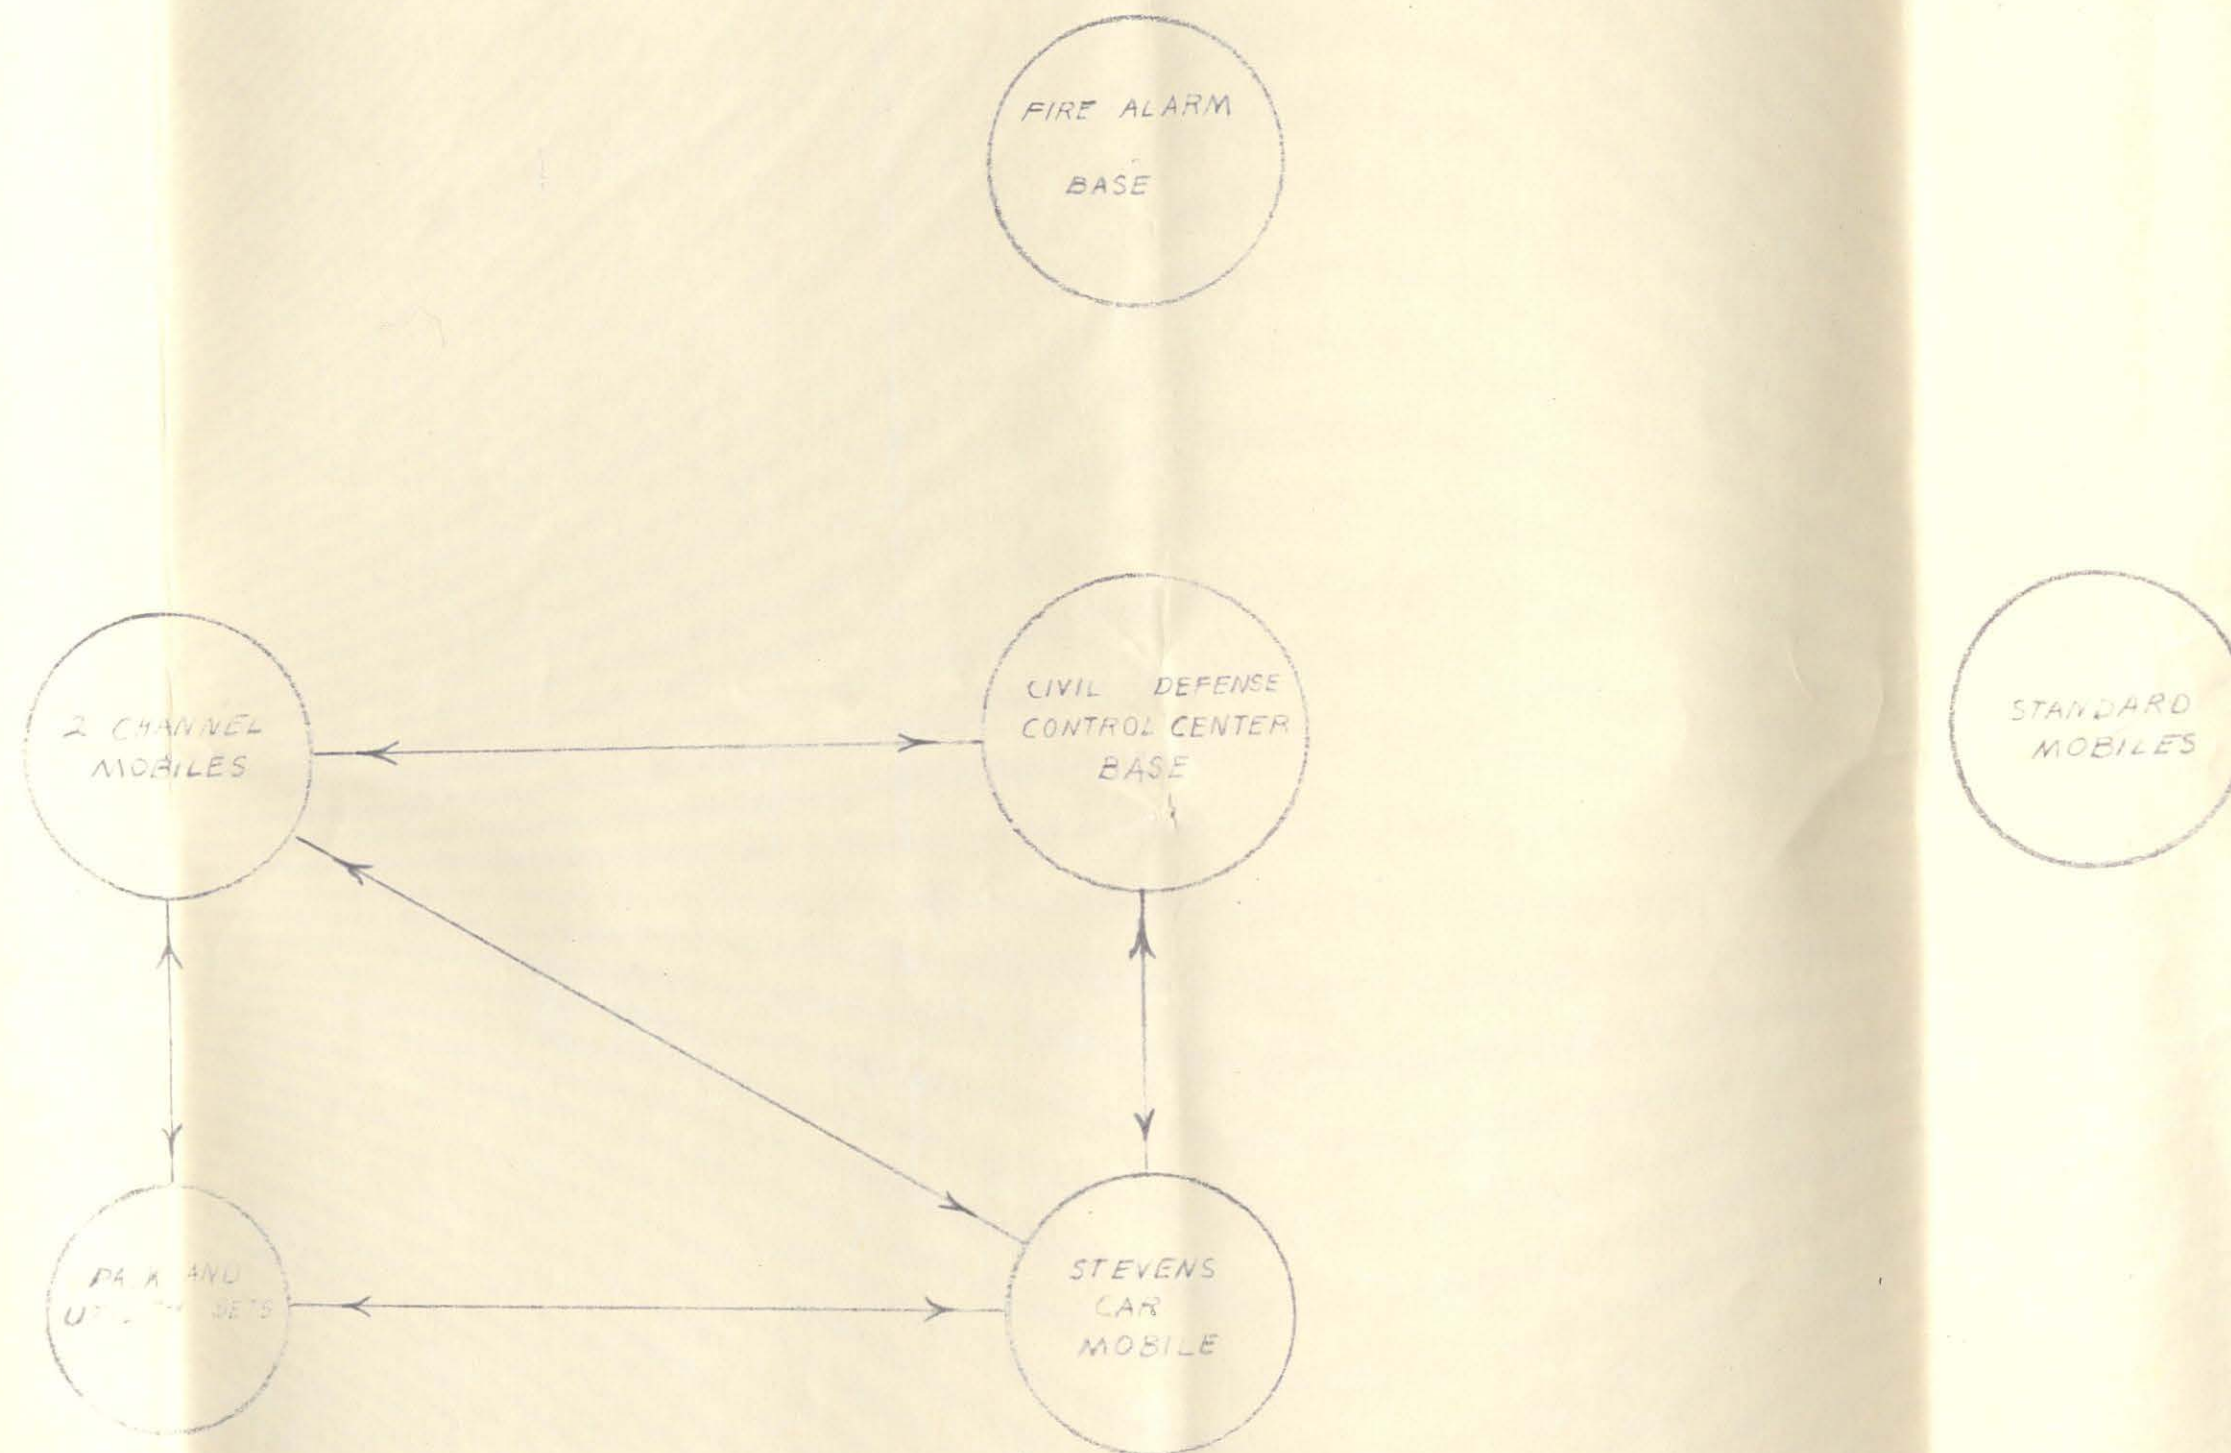 FIRE ALARM
BASE
2 CHANNEL
MOBILES
CIVIL DEFENSE
CONTROL CENTER
BASE
STANDARD
MOBILES
AND
SETS
STEVENS
CAR
MOBILE